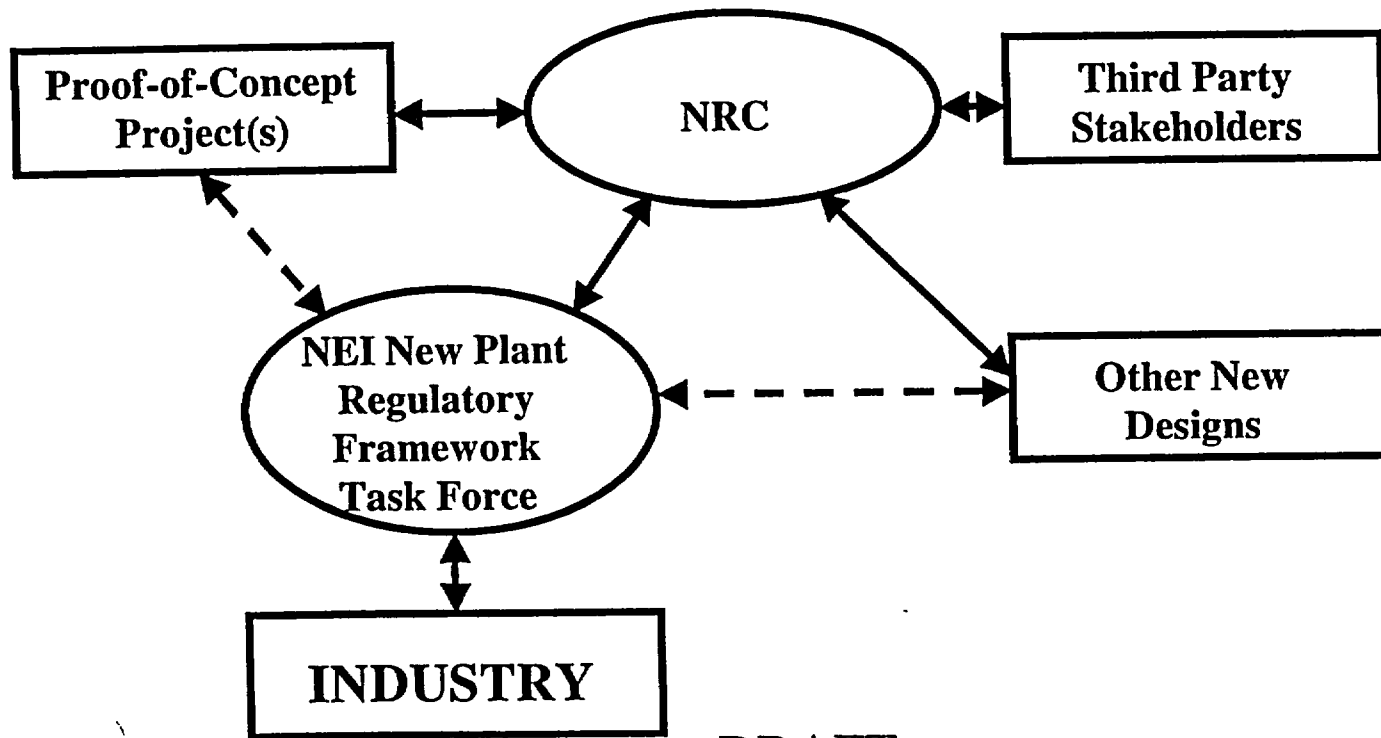 Proof-of-Concept
Project(s)
NRC
Third Party
Stakeholders
NEI New Plant
Regulatory
Framework
Task Force
Other New
Designs
INDUSTRY